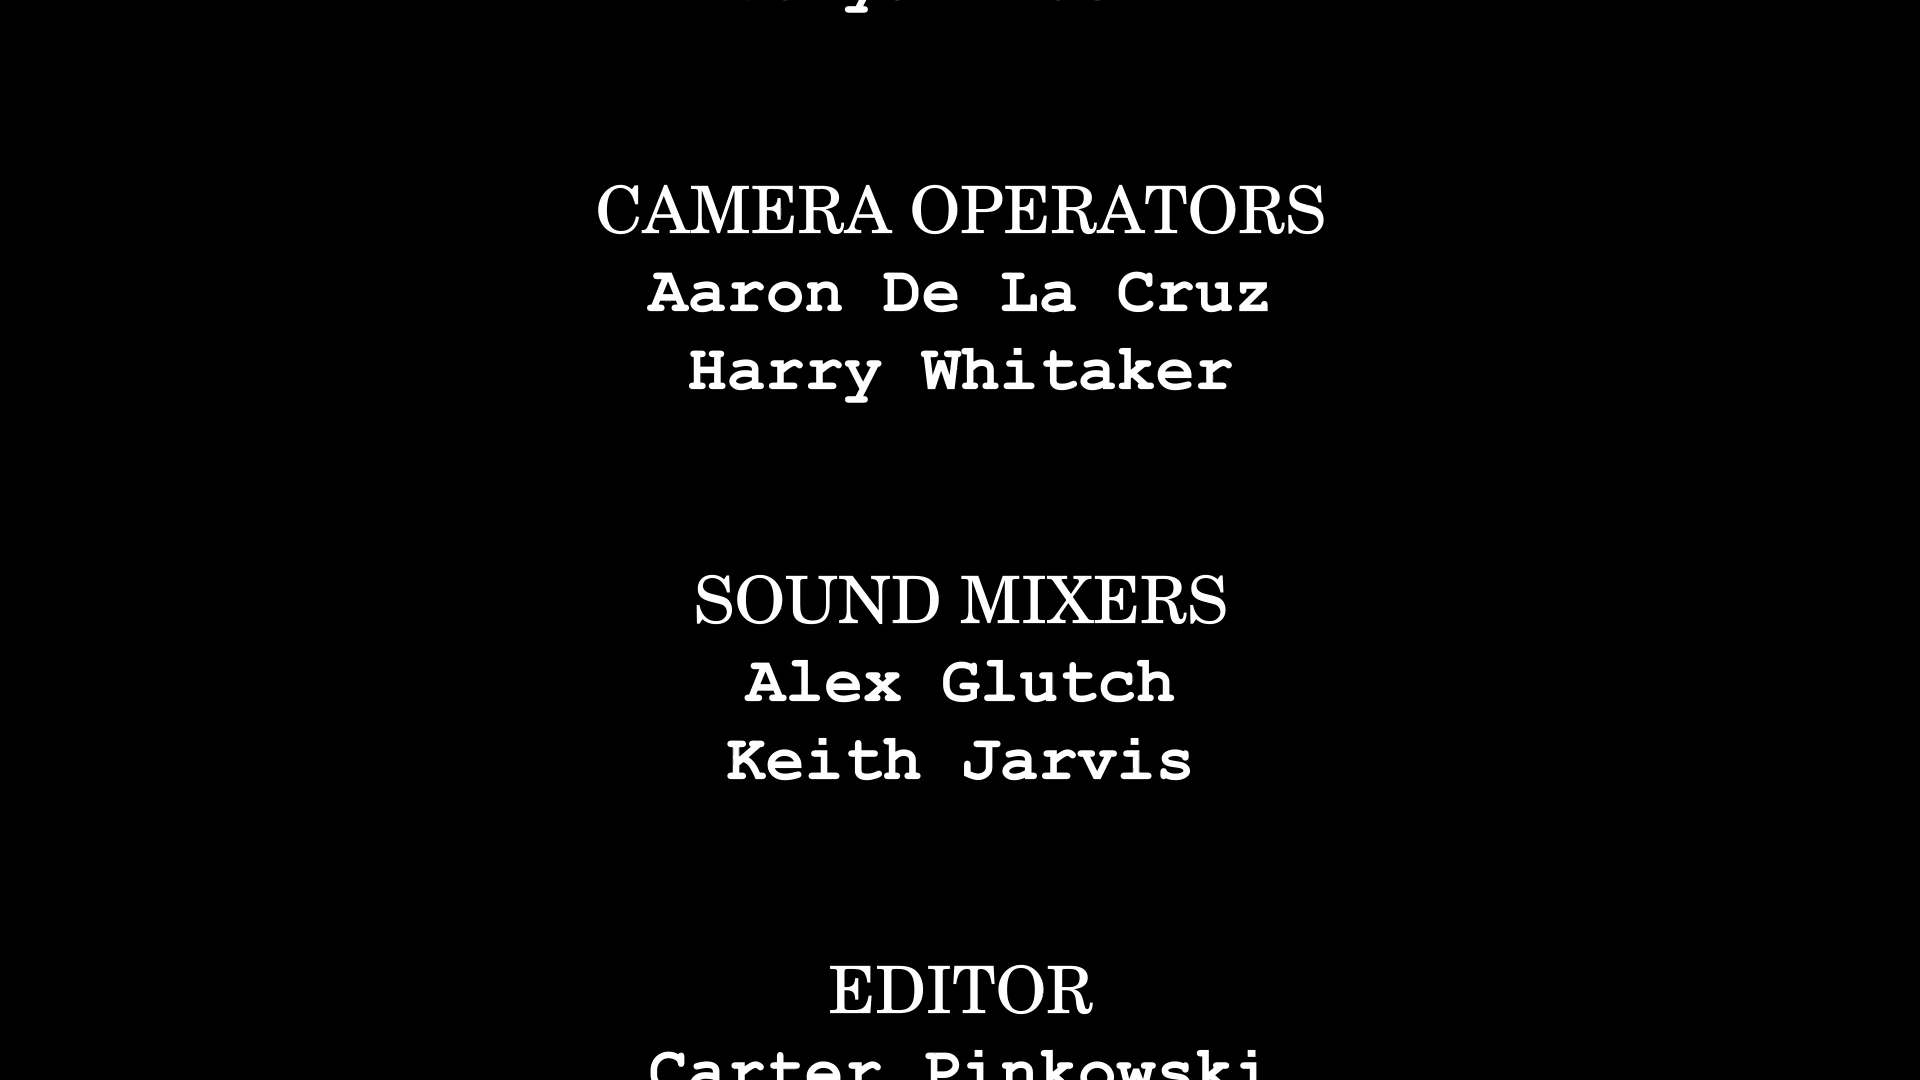 CAMERA OPERATORS
Aaron De La Cruz
Harry Whitaker
SOUND MIXERS
Alex Glutch
Keith Jarvis
EDITOR
Carter Pinkowski